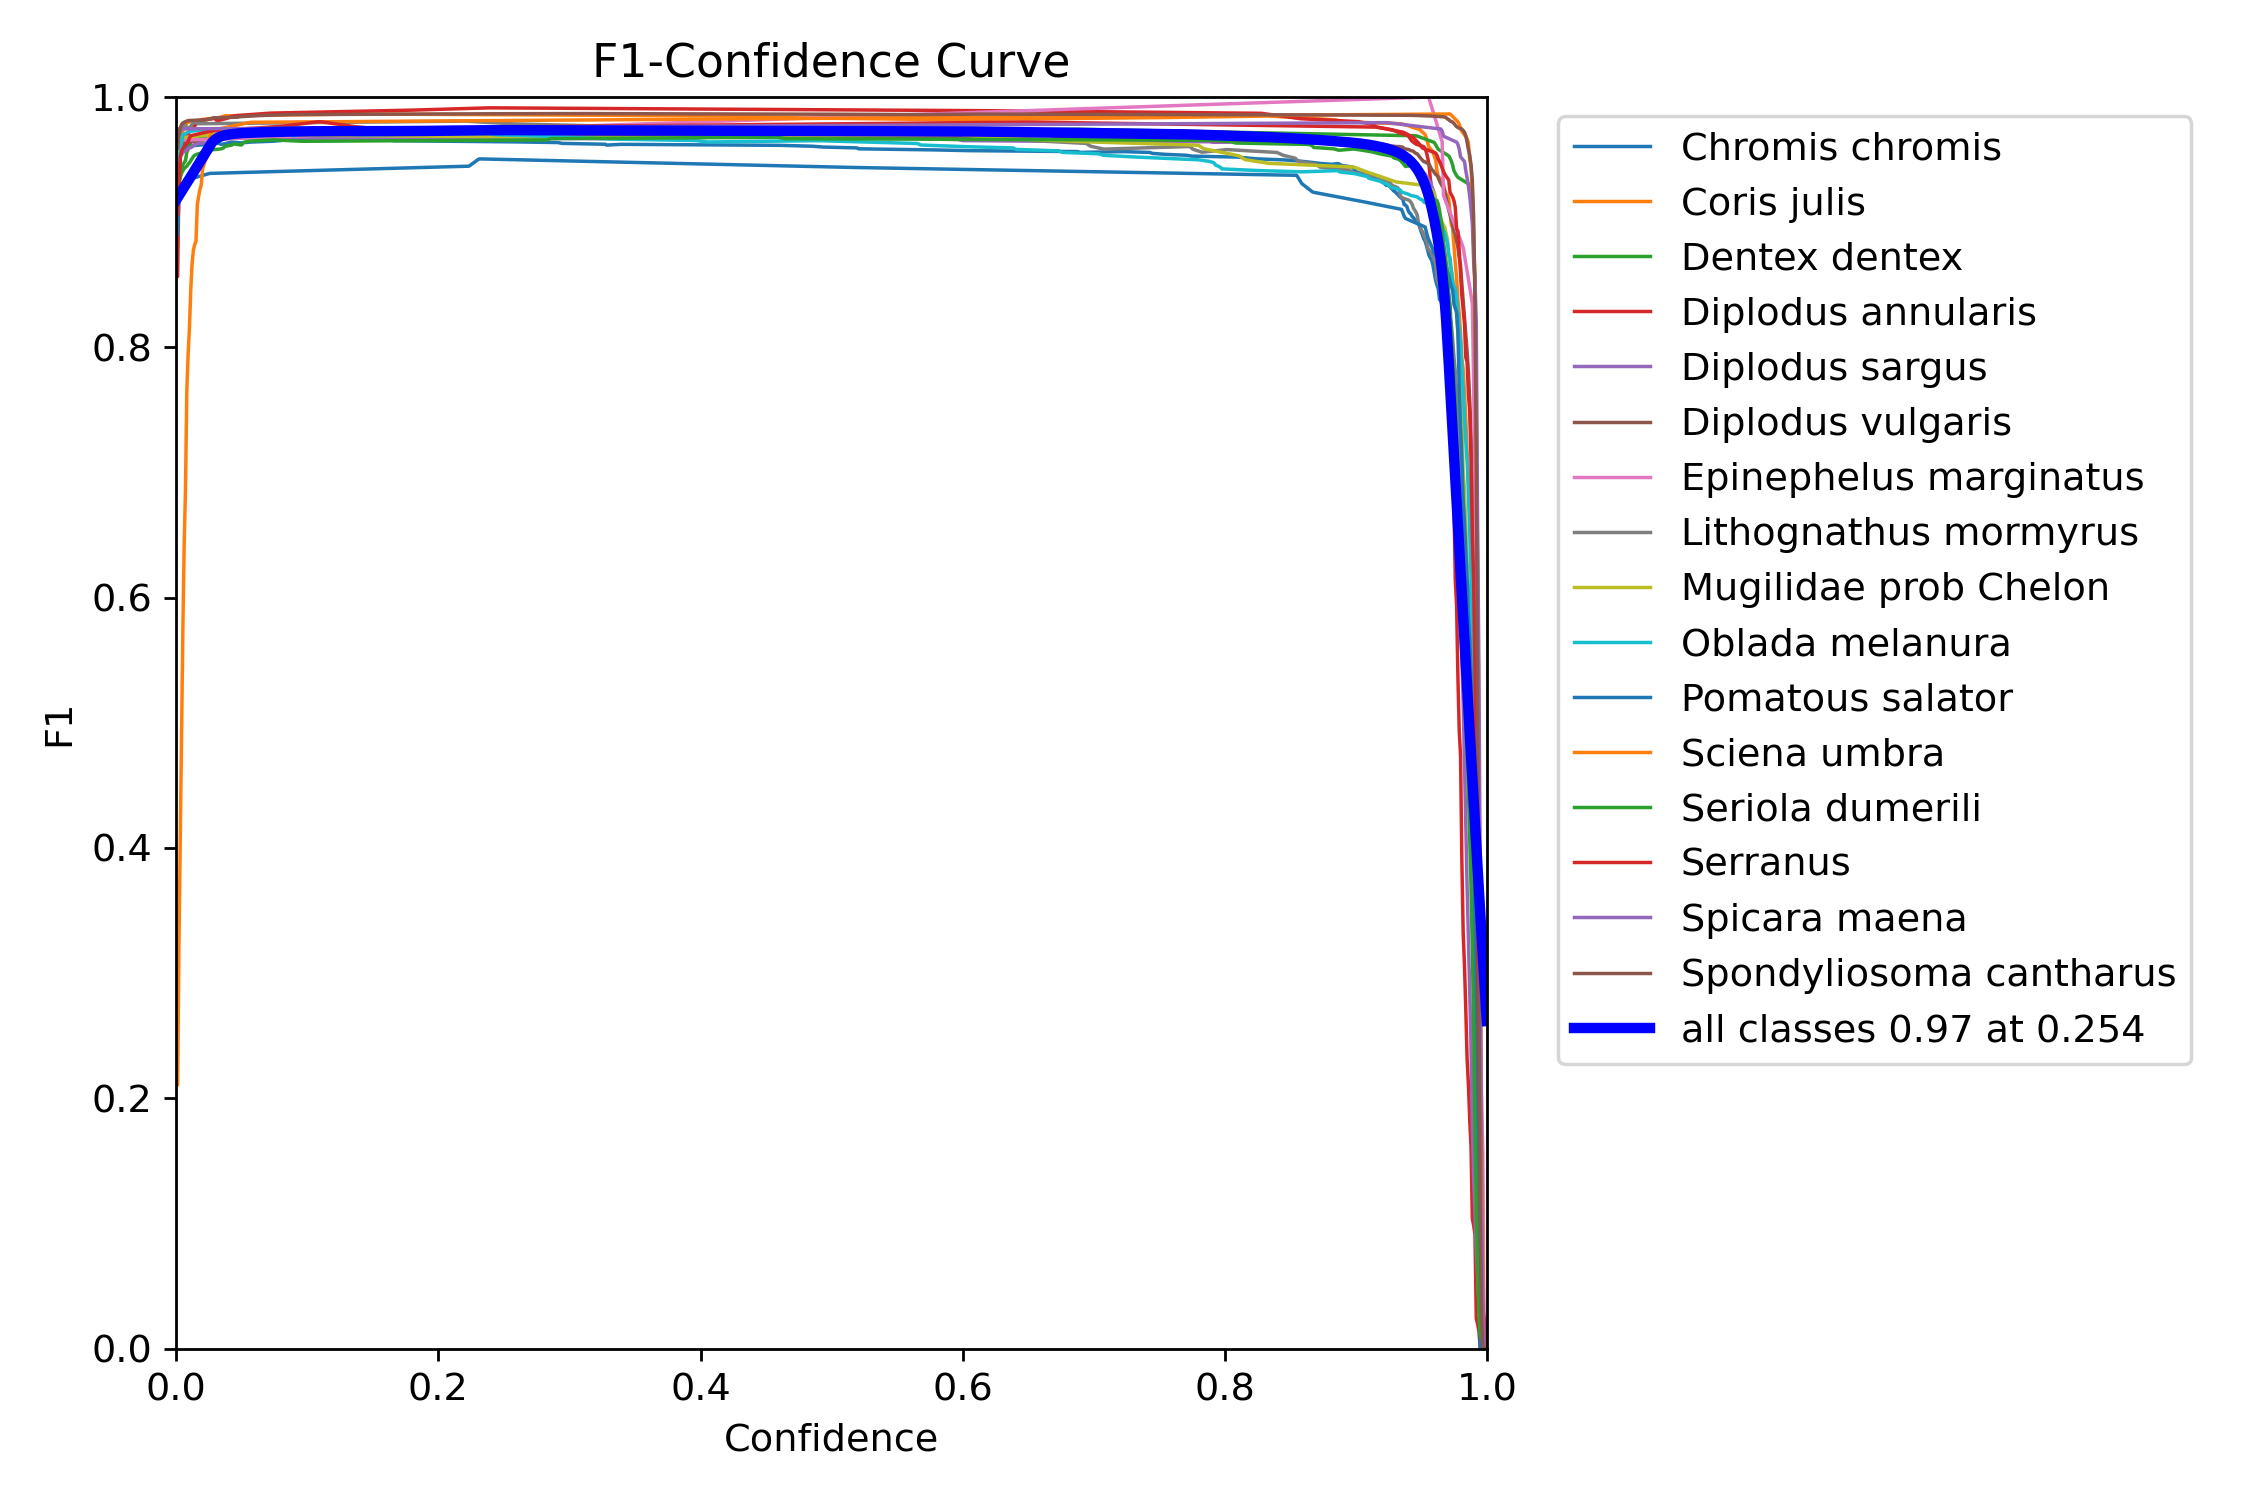 F1-Confidence Curve
1.0
0.8
0.6
0.4
0.2
0.0
F1
0.0 0.2 0.4 0.6 0.8 1.0
Confidence
Chromis chromis
Coris julis
Dentex dentex
Diplodus annularis
Diplodus sargus
Diplodus vulgaris
Epinephelus marginatus
Lithognathus mormyrus
Mugilidae prob Chelon
Oblada melanura
Pomatous salator
Sciena umbra
Seriola dumerili
Serranus
Spicara maena
Spondyliosoma cantharus
all classes 0.97 at 0.254